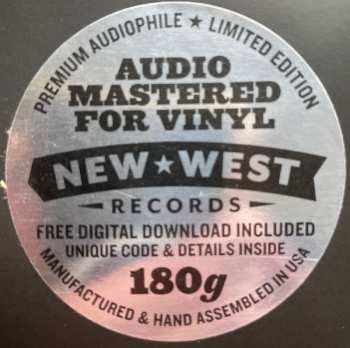 PREMIUM AUDIOPHILE ★ LIMITED EDITION
AUDIO
MASTERED
FOR VINYL
NEW★WEST
RECORDS
FREE DIGITAL DOWNLOAD INCLUDED
UNIQUE CODE & DETAILS INSIDE
180g
MANUFACTURED & HAND ASSEMBLED IN USA